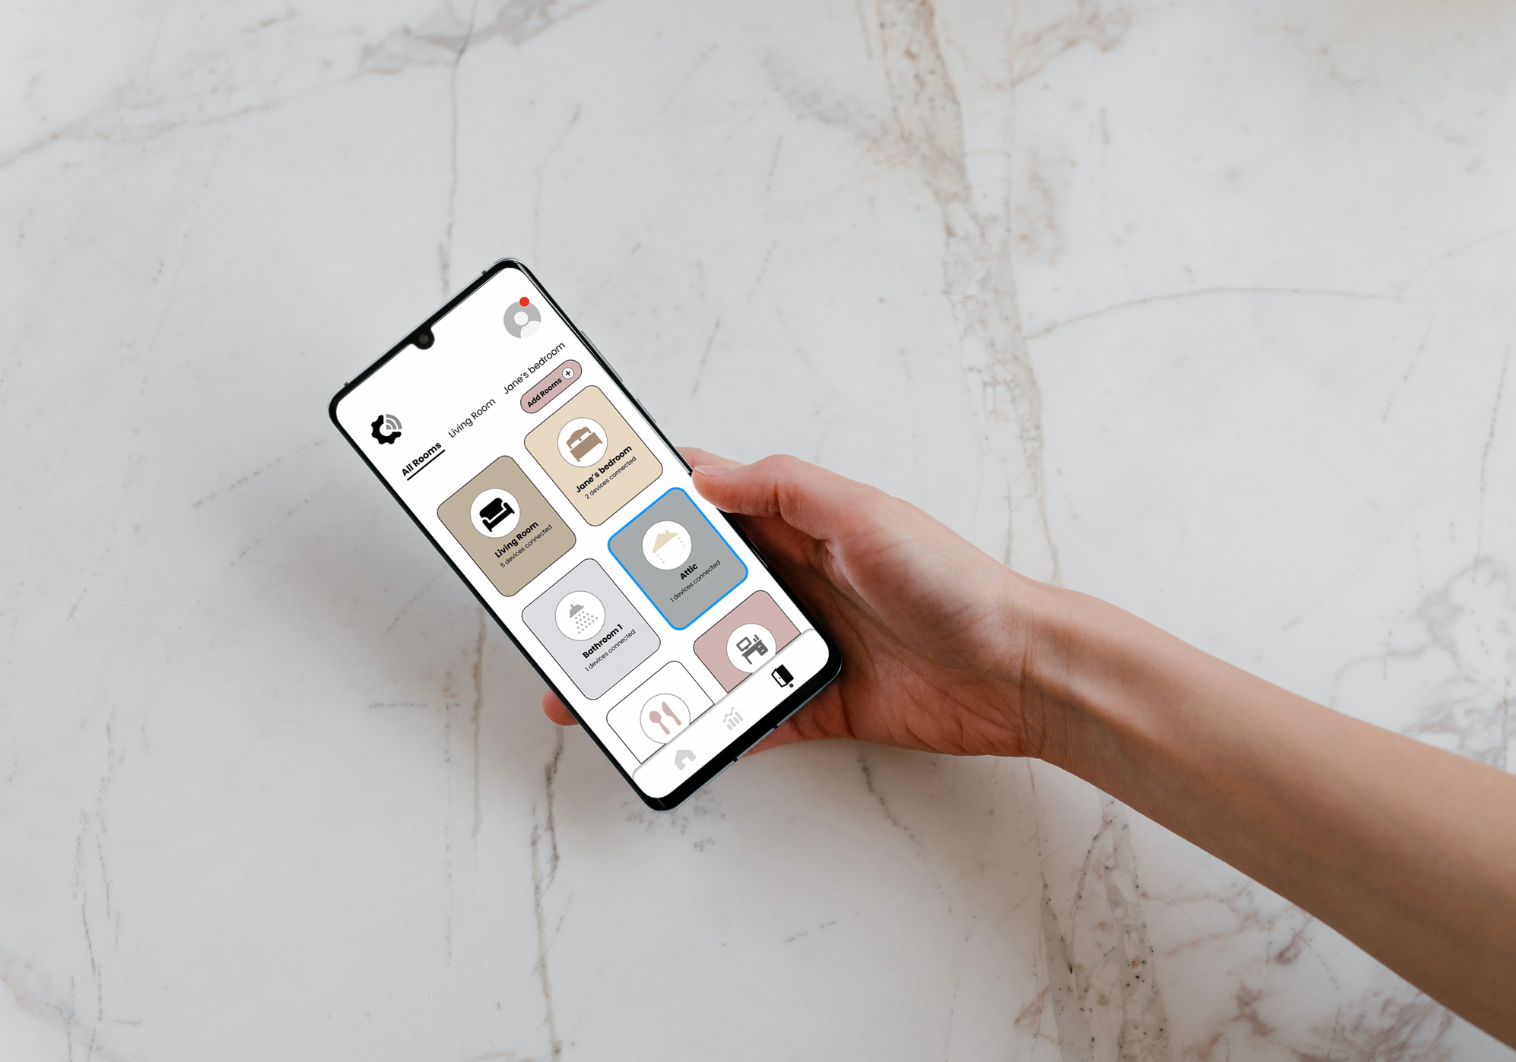 All Rooms Living Room Jane's bedroom
Add Rooms +
Living Room
5 devices connected
Jane's bedroom
2 devices connected
Bathroom 1
1 devices connected
Attic
1 devices connected